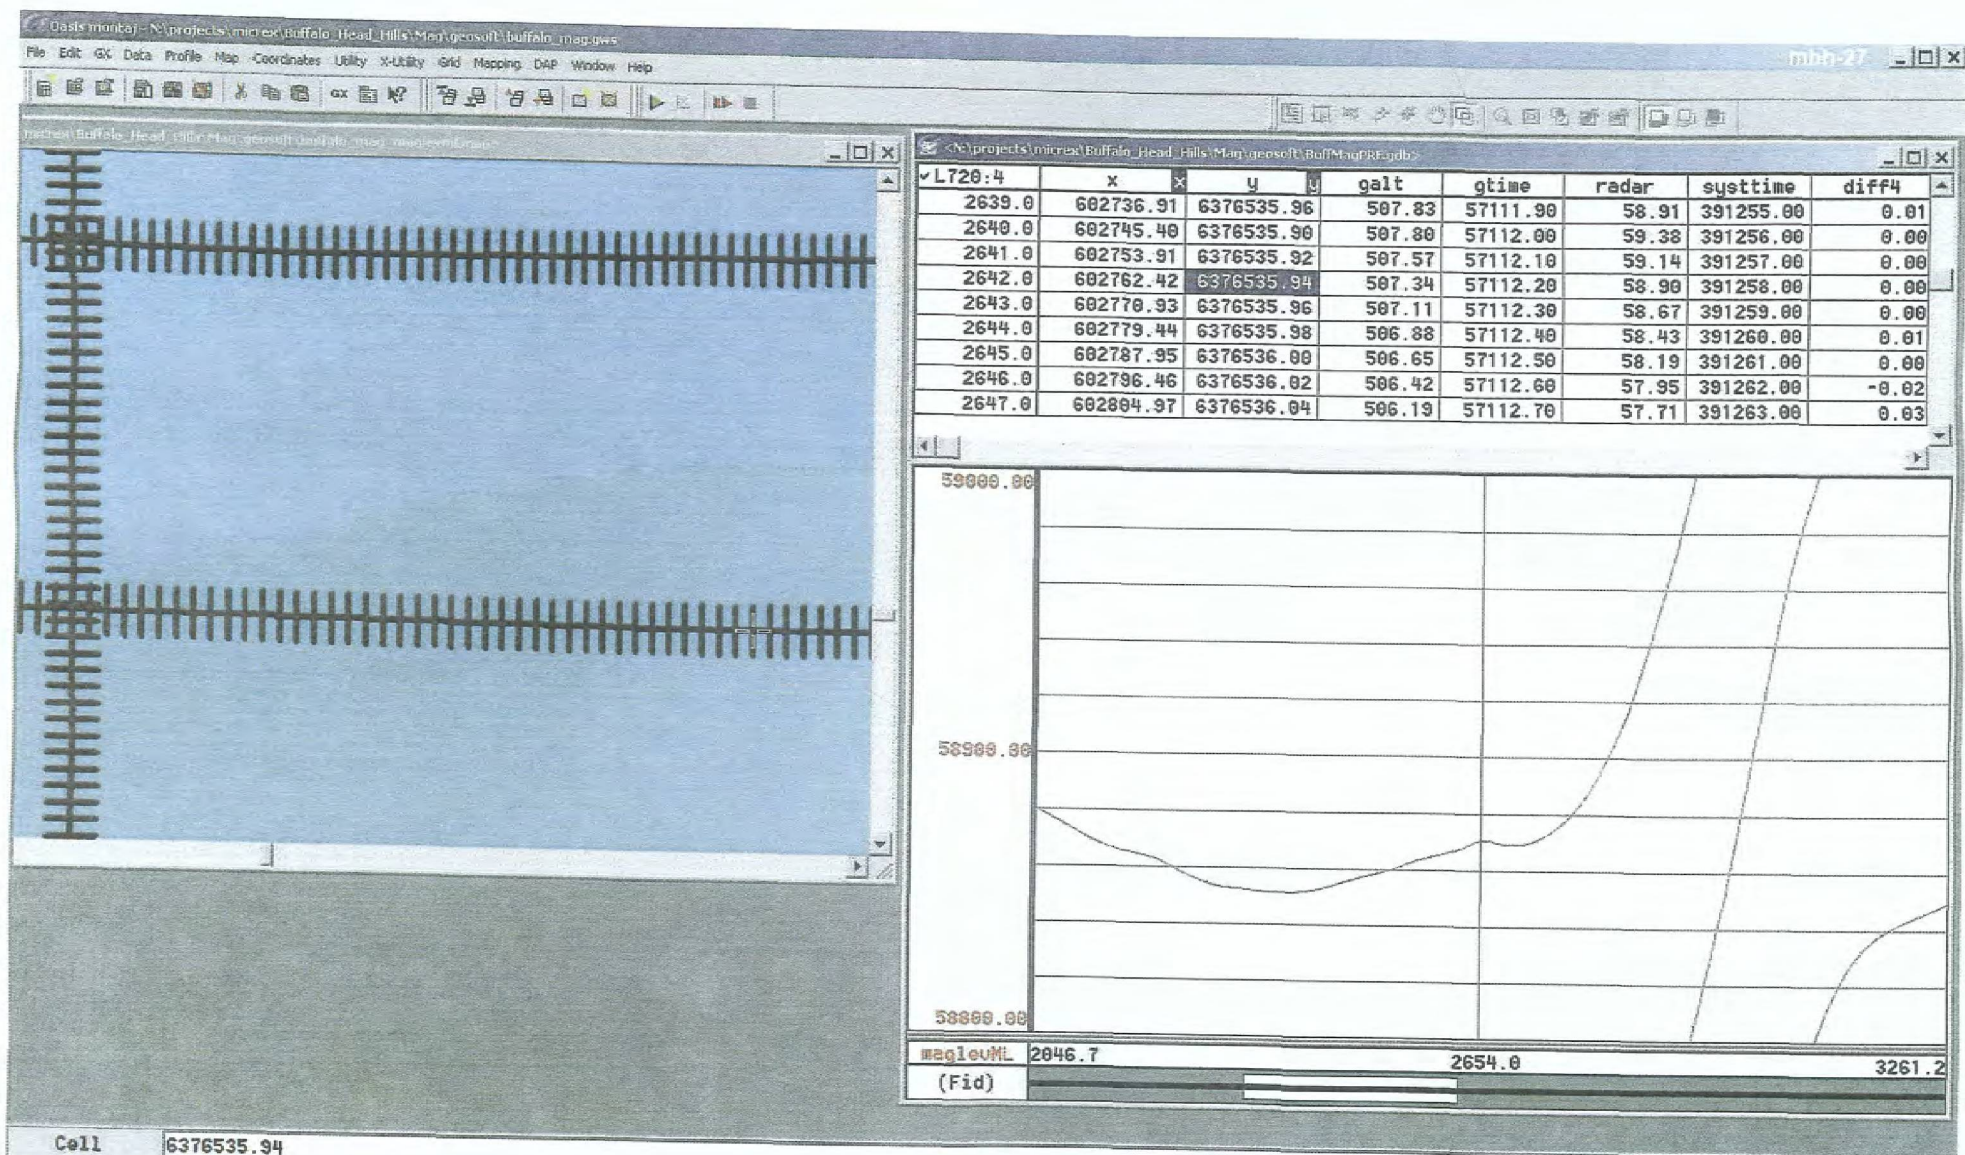 Oasis montaj - N:\projects\micrex\Buffalo_Head_Hills\Mag\geosoft\buffalo_mag.gws
mbh-27
File Edit GX Data Profile Map Coordinates Utility X-Utility Grid Mapping DAP Window Help
GX
<N:\projects\micrex\Buffalo_Head_Hills\Mag\geosoft\BuffMagPRE.gdb>
L720:4 x x y y galt gtime radar systtime diff4
2639.0 602736.91 6376535.96 507.83 57111.90 58.91 391255.00 0.01
2640.0 602745.40 6376535.90 507.80 57112.00 59.38 391256.00 0.00
2641.0 602753.91 6376535.92 507.57 57112.10 59.14 391257.00 0.00
2642.0 602762.42 6376535.94 507.34 57112.20 58.90 391258.00 0.00
2643.0 602770.93 6376535.96 507.11 57112.30 58.67 391259.00 0.00
2644.0 602779.44 6376535.98 506.88 57112.40 58.43 391260.00 0.01
2645.0 602787.95 6376536.00 506.65 57112.50 58.19 391261.00 0.00
2646.0 602796.46 6376536.02 506.42 57112.60 57.95 391262.00 -0.02
2647.0 602804.97 6376536.04 506.19 57112.70 57.71 391263.00 0.03
59000.00
58900.00
58800.00
maglevML 2046.7 2654.0 3261.2
(Fid)
Cell 6376535.94